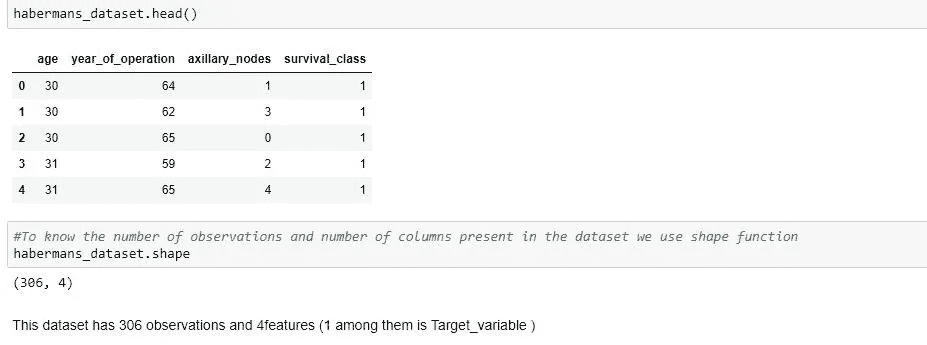 habermans_dataset.head()
age year_of_operation axillary_nodes survival_class
0 30 64 1 1
1 30 62 3 1
2 30 65 0 1
3 31 59 2 1
4 31 65 4 1
#To know the number of observations and number of columns present in the dataset we use shape function
habermans_dataset.shape
(306, 4)
This dataset has 306 observations and 4features (1 among them is Target_variable )